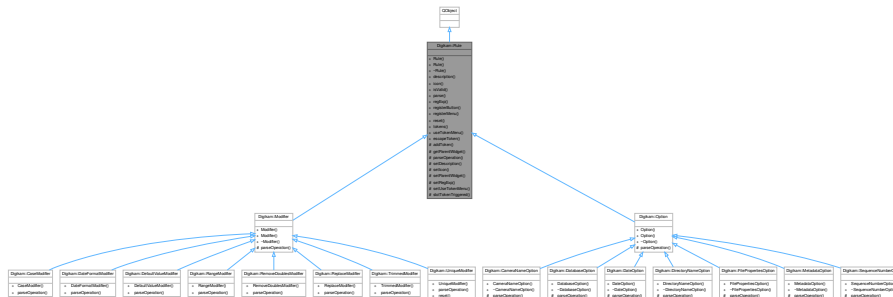 QObject
Digikam::Rule
+ Rule()
+ Rule()
+ ~Rule()
+ description()
+ icon()
+ isValid()
+ parse()
+ regExp()
+ registerButton()
+ registerMenu()
+ reset()
+ tokens()
+ useTokenMenu()
+ escapeToken()
# addToken()
# getParentWidget()
# parseOperation()
# setDescription()
# setIcon()
# setParentWidget()
# setRegExp()
# setUseTokenMenu()
# slotTokenTriggered()
Digikam::Modifier
+ Modifier()
+ Modifier()
+ ~Modifier()
# parseOperation()
Digikam::Option
+ Option()
+ Option()
+ ~Option()
# parseOperation()
Digikam::CaseModifier
+ CaseModifier()
+ parseOperation()
Digikam::DateFormatModifier
+ DateFormatModifier()
+ parseOperation()
Digikam::DefaultValueModifier
+ DefaultValueModifier()
+ parseOperation()
Digikam::RangeModifier
+ RangeModifier()
+ parseOperation()
Digikam::RemoveDoublesModifier
+ RemoveDoublesModifier()
+ parseOperation()
Digikam::ReplaceModifier
+ ReplaceModifier()
+ parseOperation()
Digikam::TrimmedModifier
+ TrimmedModifier()
+ parseOperation()
Digikam::UniqueModifier
+ UniqueModifier()
+ parseOperation()
+ reset()
Digikam::CameraNameOption
+ CameraNameOption()
+ ~CameraNameOption()
# parseOperation()
Digikam::DatabaseOption
+ DatabaseOption()
+ ~DatabaseOption()
# parseOperation()
Digikam::DateOption
+ DateOption()
+ ~DateOption()
# parseOperation()
Digikam::DirectoryNameOption
+ DirectoryNameOption()
+ ~DirectoryNameOption()
# parseOperation()
Digikam::FilePropertiesOption
+ FilePropertiesOption()
+ ~FilePropertiesOption()
# parseOperation()
Digikam::MetadataOption
+ MetadataOption()
+ ~MetadataOption()
# parseOperation()
Digikam::SequenceNumberO
+ SequenceNumberO
+ ~SequenceNumber
# parseOperation()